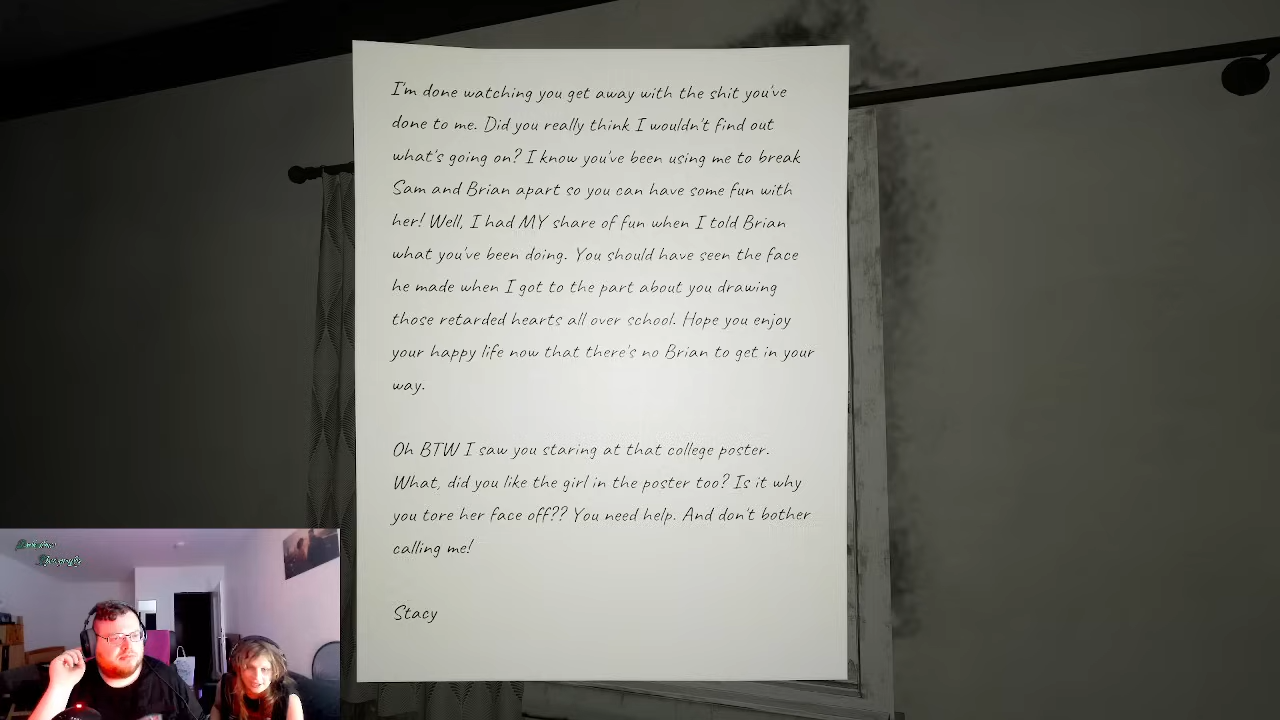 I'm done watching you get away with the shit you've
done to me. Did you really think I wouldn't find out
what's going on? I know you've been using me to break
Sam and Brian apart so you can have some fun with
her! Well, I had MY share of fun when I told Brian
what you've been doing. You should have seen the face
he made when I got to the part about you drawing
those retarded hearts all over school. Hope you enjoy
your happy life now that there's no Brian to get in your
way.
Oh BTW I saw you staring at that college poster.
What, did you like the girl in the poster too? Is it why
you tore her face off?? You need help. And don't bother
calling me!
Stacy